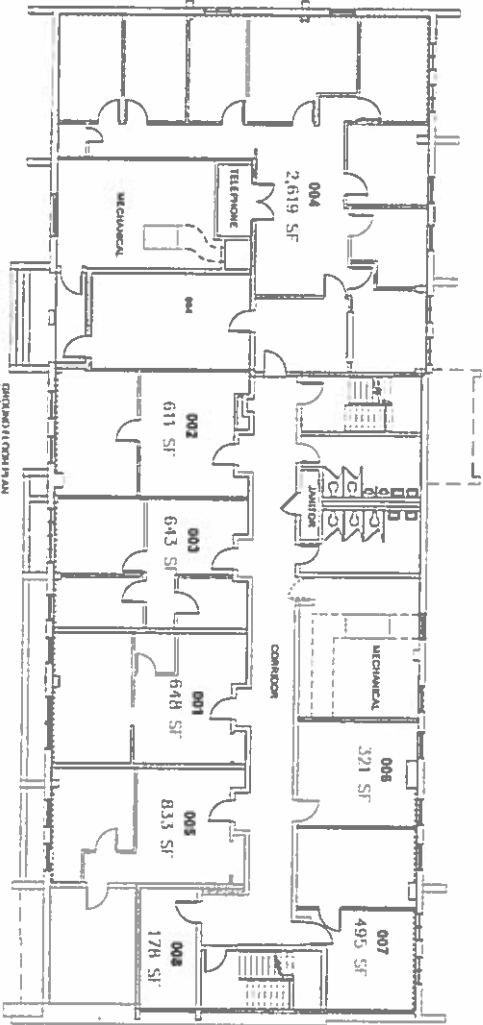 004
2,619 SF
TELEPHONE
MECHANICAL
004
002
611 SF
003
643 SF
JANITOR
CORRIDOR
MECHANICAL
001
648 SF
006
321 SF
005
833 SF
007
495 SF
008
178 SF
GROUND FLOOR PLAN